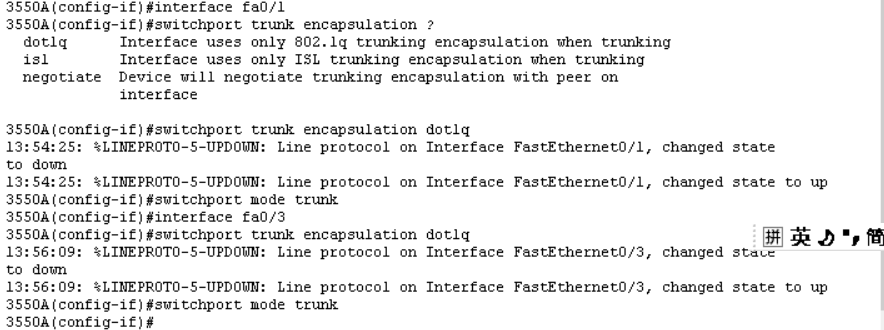 3550A(config-if)#interface fa0/1
3550A(config-if)#switchport trunk encapsulation ?
dot1q Interface uses only 802.1q trunking encapsulation when trunking
isl Interface uses only ISL trunking encapsulation when trunking
negotiate Device will negotiate trunking encapsulation with peer on
interface
3550A(config-if)#switchport trunk encapsulation dot1q
13:54:25: %LINEPROTO-5-UPDOWN: Line protocol on Interface FastEthernet0/1, changed state
to down
13:54:25: %LINEPROTO-5-UPDOWN: Line protocol on Interface FastEthernet0/1, changed state to up
3550A(config-if)#switchport mode trunk
3550A(config-if)#interface fa0/3
3550A(config-if)#switchport trunk encapsulation dot1q
13:56:09: %LINEPROTO-5-UPDOWN: Line protocol on Interface FastEthernet0/3, changed state
to down
13:56:09: %LINEPROTO-5-UPDOWN: Line protocol on Interface FastEthernet0/3, changed state to up
3550A(config-if)#switchport mode trunk
3550A(config-if)#
拼 英 简